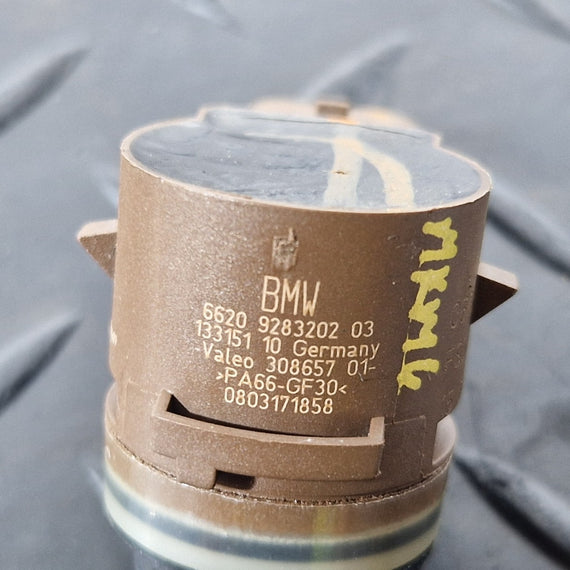 BMW
6620 9283202 03
133151 10 Germany
-Valeo 308657 01-
>PA66-GF30<
0803171858